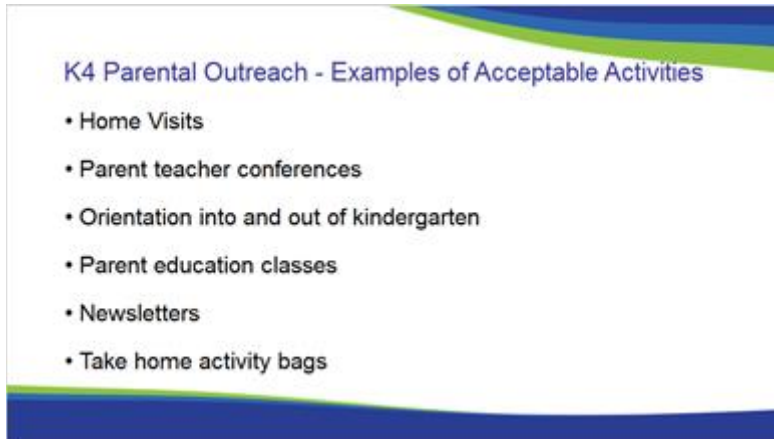 K4 Parental Outreach - Examples of Acceptable Activities
• Home Visits
• Parent teacher conferences
• Orientation into and out of kindergarten
• Parent education classes
• Newsletters
• Take home activity bags